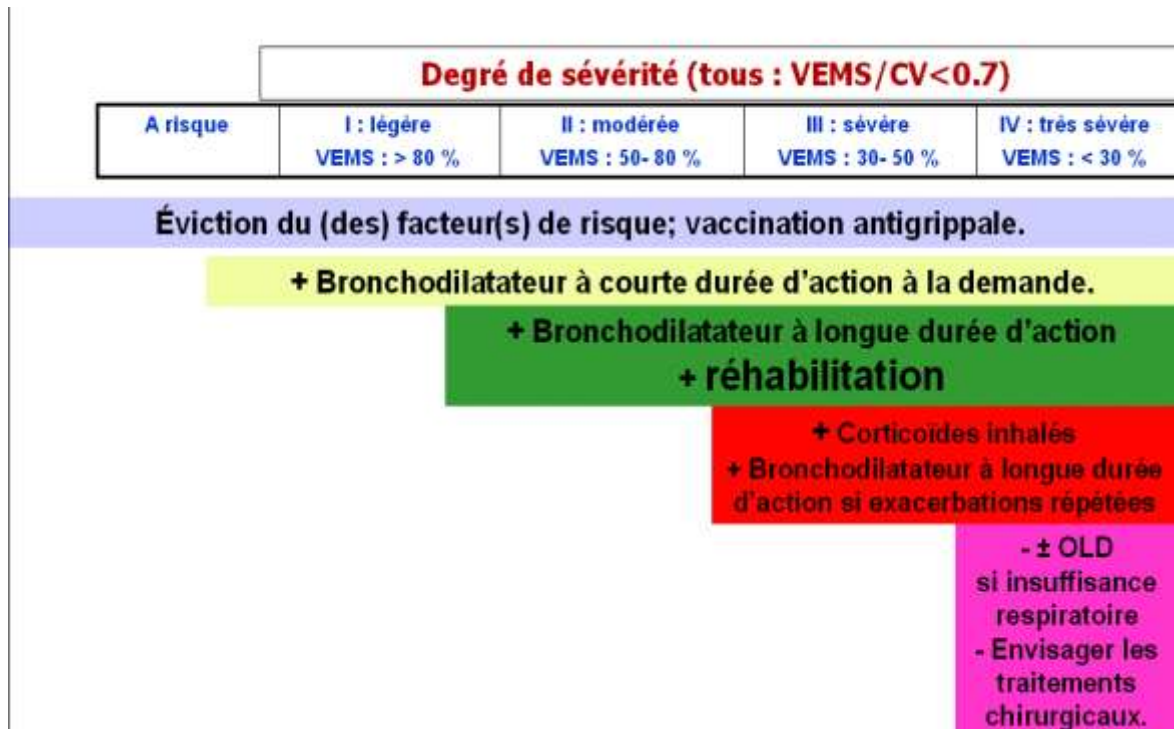 Degré de sévérité (tous : VEMS/CV<0.7)
A risque
I : légère
VEMS : > 80 %
II : modérée
VEMS : 50- 80 %
III : sévère
VEMS : 30- 50 %
IV : très sévère
VEMS : < 30 %
Éviction du (des) facteur(s) de risque; vaccination antigrippale.
+ Bronchodilatateur à courte durée d’action à la demande.
+ Bronchodilatateur à longue durée d’action
+ réhabilitation
+ Corticoïdes inhalés
+ Bronchodilatateur à longue durée
d’action si exacerbations répétées
- ± OLD
si insuffisance
respiratoire
- Envisager les
traitements
chirurgicaux.